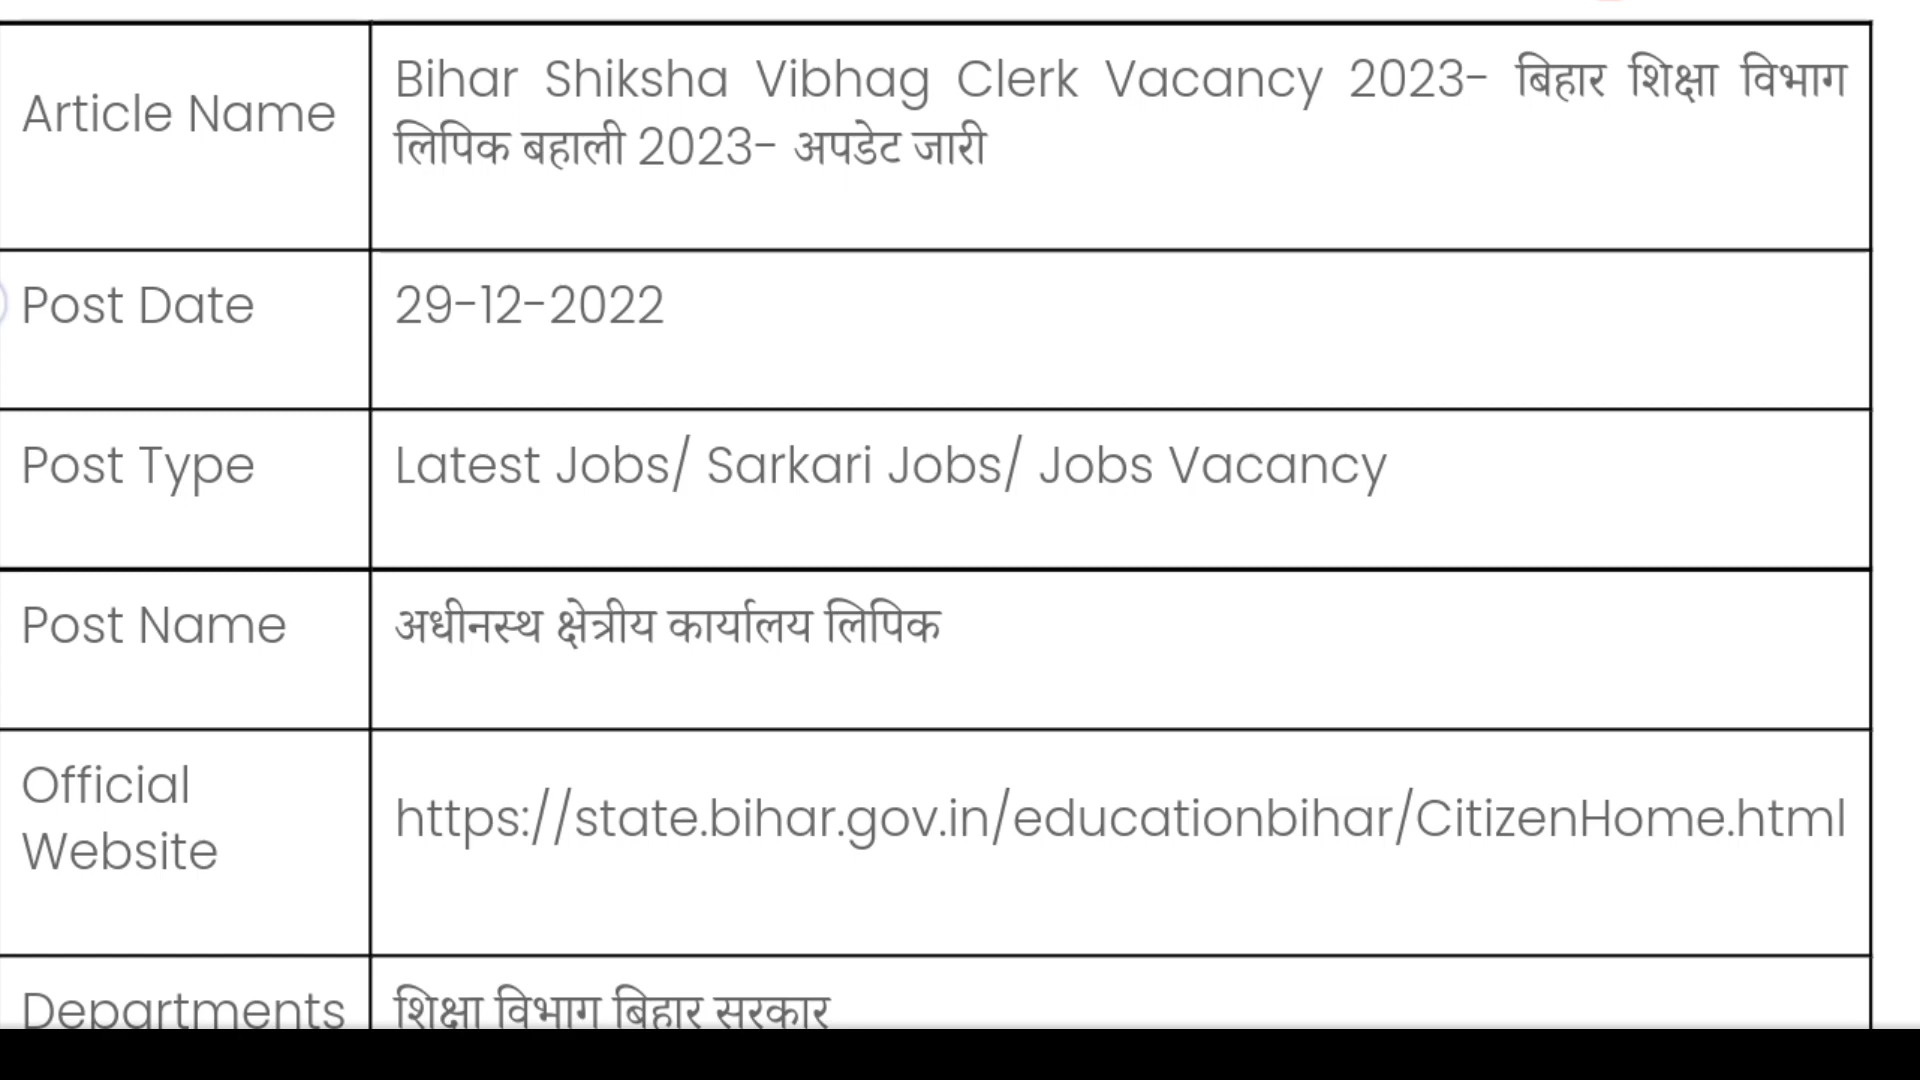 Article Name
Bihar Shiksha Vibhag Clerk Vacancy 2023- बिहार शिक्षा विभाग
लिपिक बहाली 2023- अपडेट जारी
Post Date
29-12-2022
Post Type
Latest Jobs/ Sarkari Jobs/ Jobs Vacancy
Post Name
अधीनस्थ क्षेत्रीय कार्यालय लिपिक
Official
Website
https://state.bihar.gov.in/educationbihar/CitizenHome.html
Departments
शिक्षा विभाग बिहार सरकार